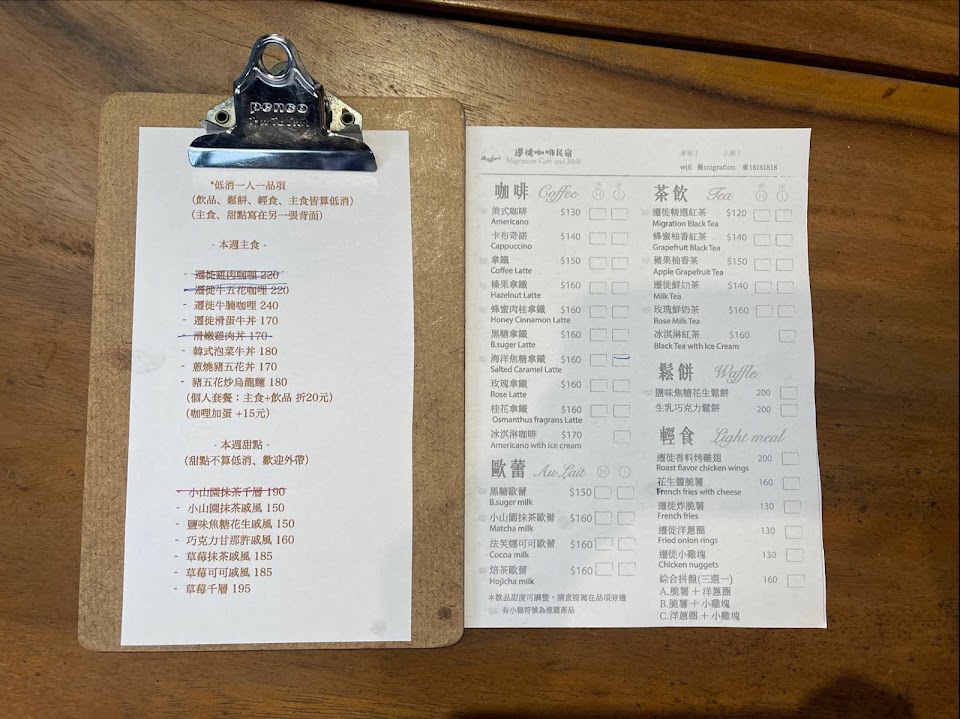 penco
*低消一人一品項
(飲品、鬆餅、輕食、主食皆算低消)
(主食、甜點寫在另一張背面)
- 本週主食 -
- 遷徙雞肉咖哩 220
- 遷徙牛五花咖哩 220
- 遷徙牛腩咖哩 240
- 遷徙滑蛋牛丼 170
- 滑嫩雞肉丼 170
- 韓式泡菜牛丼 180
- 蔥燒豬五花丼 170
- 豬五花炒烏龍麵 180
(個人套餐：主食+飲品 折20元)
(咖哩加蛋 +15元)
- 本週甜點 -
(甜點不算低消、歡迎外帶)
- 小山園抹茶千層 190
- 小山園抹茶戚風 150
- 鹽味焦糖花生戚風 150
- 巧克力甘那許戚風 160
- 草莓抹茶戚風 185
- 草莓可可戚風 185
- 草莓千層 195
遷徙咖啡民宿
Migration Cafe and B&B
桌號 | 人數 |
wifi migration 18181818
咖啡 Coffee H I
美式咖啡 $130
Americano
卡布奇諾 $140
Cappuccino
拿鐵 $150
Coffee Latte
榛果拿鐵 $160
Hazelnut Latte
蜂蜜肉桂拿鐵 $160
Honey Cinnamon Latte
黑糖拿鐵 $160
B.suger Latte
海洋焦糖拿鐵 $160
Salted Caramel Latte
玫瑰拿鐵 $160
Rose Latte
桂花拿鐵 $160
Osmanthus fragrans Latte
冰淇淋咖啡 $170
Americano with ice cream
歐蕾 Au Lait H I
黑糖歐蕾 $150
B.suger milk
小山園抹茶歐蕾 $160
Matcha milk
法芙娜可可歐蕾 $160
Cocoa milk
焙茶歐蕾 $160
Hojicha milk
*飲品甜度可調整，請直接寫在品項旁邊
有小貓符號為推薦產品
茶飲 Tea H I
遷徙精選紅茶 $120
Migration Black Tea
蜂蜜柚香紅茶 $140
Grapefruit Black Tea
蘋果柚香茶 $150
Apple Grapefruit Tea
遷徙鮮奶茶 $140
Milk Tea
玫瑰鮮奶茶 $160
Rose Milk Tea
冰淇淋紅茶 $160
Black Tea with Ice Cream
鬆餅 Waffle
鹽味焦糖花生鬆餅 200
生乳巧克力鬆餅 200
輕食 Light meal
遷徙香料烤雞翅 200
Roast flavor chicken wings
花生醬脆薯 160
French fries with cheese
遷徙炸脆薯 130
French fries
遷徙洋蔥圈 130
Fried onion rings
遷徙小雞塊 130
Chicken nuggets
綜合拼盤(三選一) 160
A.脆薯 + 洋蔥圈
B.脆薯 + 小雞塊
C.洋蔥圈 + 小雞塊